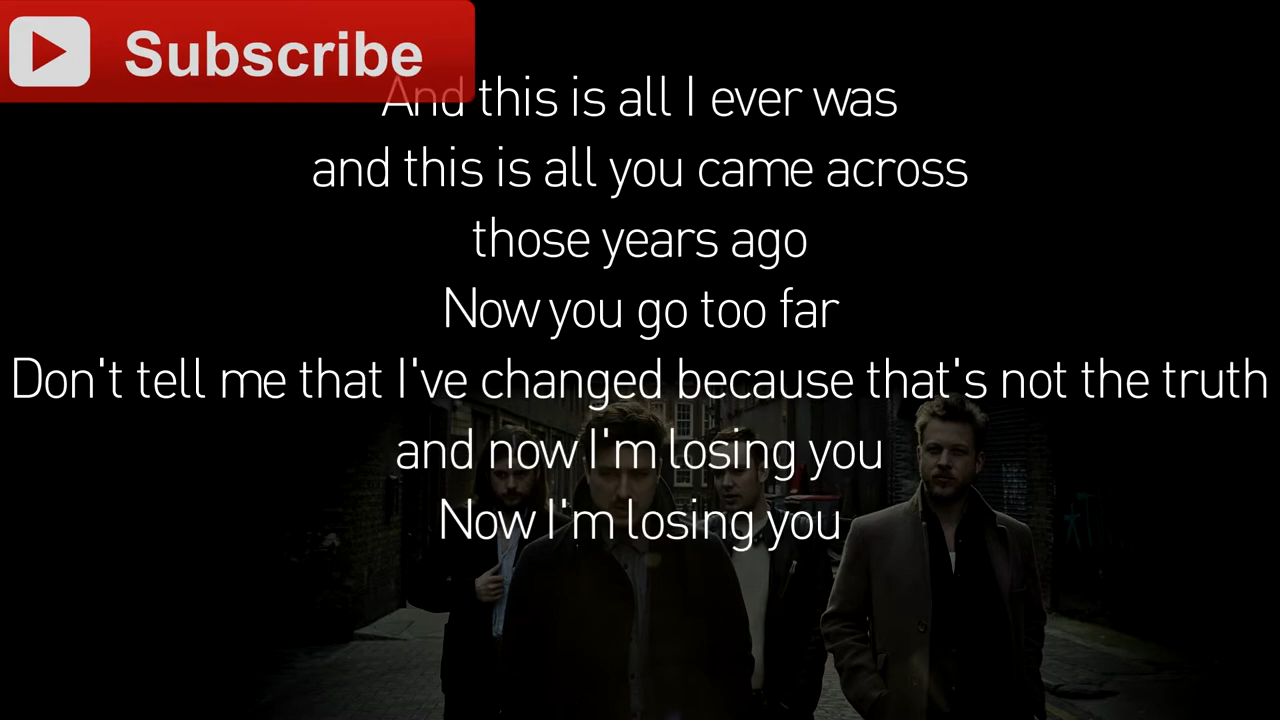 Subscribe
And this is all I ever was
and this is all you came across
those years ago
Now you go too far
Don't tell me that I've changed because that's not the truth
and now I'm losing you
Now I'm losing you